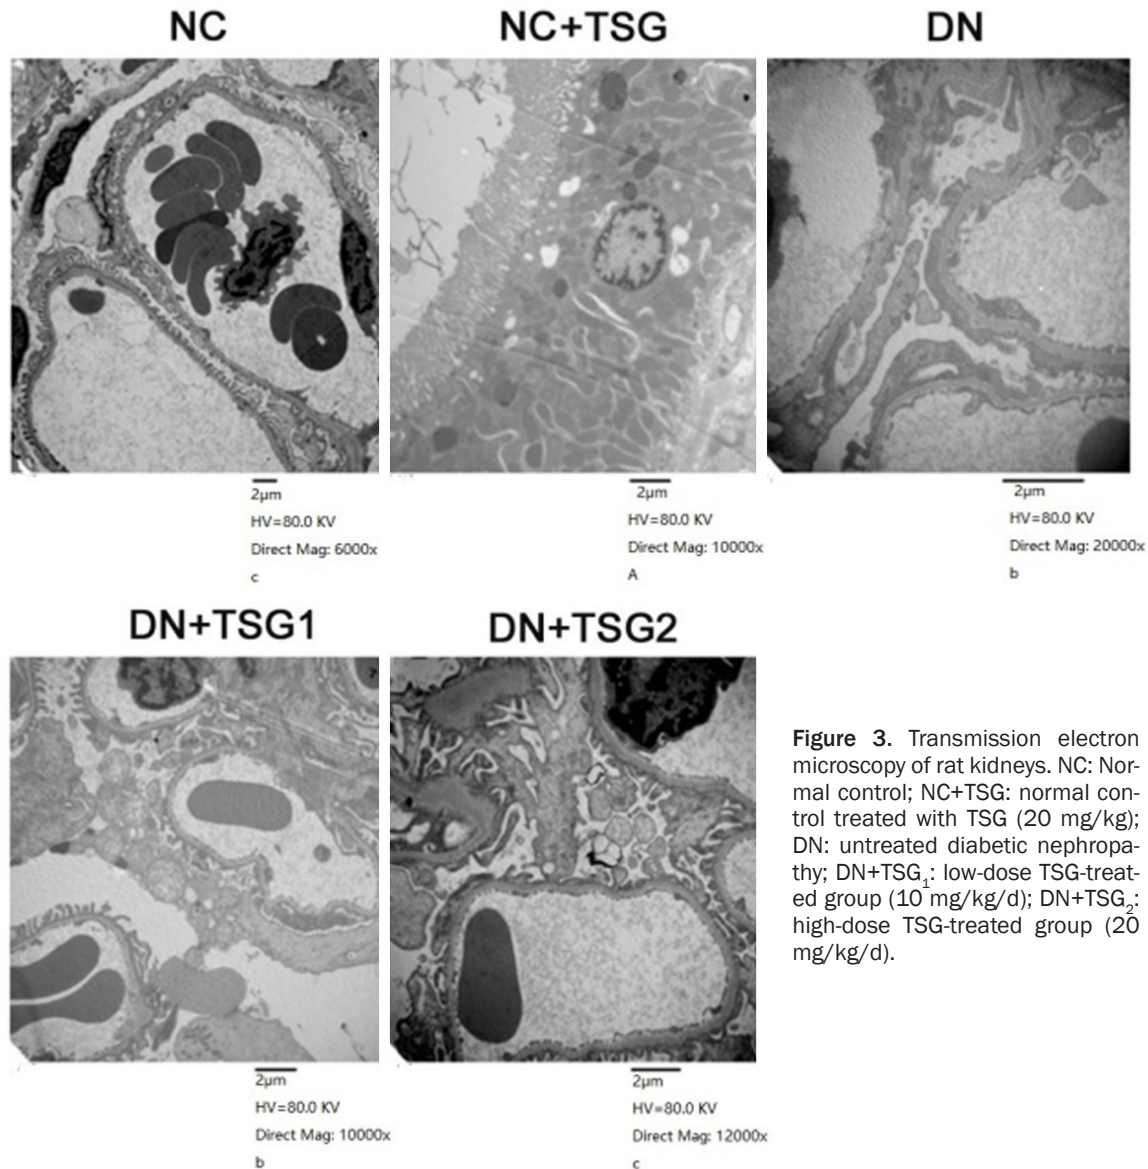 NC
NC+TSG
DN
2μm
HV=80.0 KV
Direct Mag: 6000x
c
2μm
HV=80.0 KV
Direct Mag: 10000x
A
2μm
HV=80.0 KV
Direct Mag: 20000x
b
DN+TSG1
DN+TSG2
2μm
HV=80.0 KV
Direct Mag: 10000x
b
2μm
HV=80.0 KV
Direct Mag: 12000x
c
Figure 3. Transmission electron
microscopy of rat kidneys. NC: Nor-
mal control; NC+TSG: normal con-
trol treated with TSG (20 mg/kg);
DN: untreated diabetic nephropa-
thy; DN+TSG₁: low-dose TSG-treat-
ed group (10 mg/kg/d); DN+TSG₂:
high-dose TSG-treated group (20
mg/kg/d).